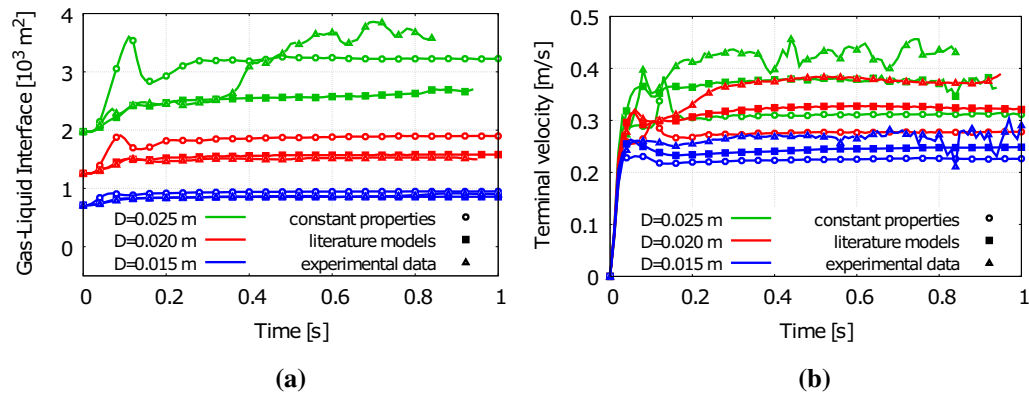 Gas-Liquid Interface [10³ m²]
4
3
2
1
0
D=0.025 m
D=0.020 m
D=0.015 m
constant properties
literature models
experimental data
0 0.2 0.4 0.6 0.8 1
Time [s]
(a)
Terminal velocity [m/s]
0.5
0.4
0.3
0.2
0.1
0
D=0.025 m
D=0.020 m
D=0.015 m
constant properties
literature models
experimental data
0 0.2 0.4 0.6 0.8 1
Time [s]
(b)